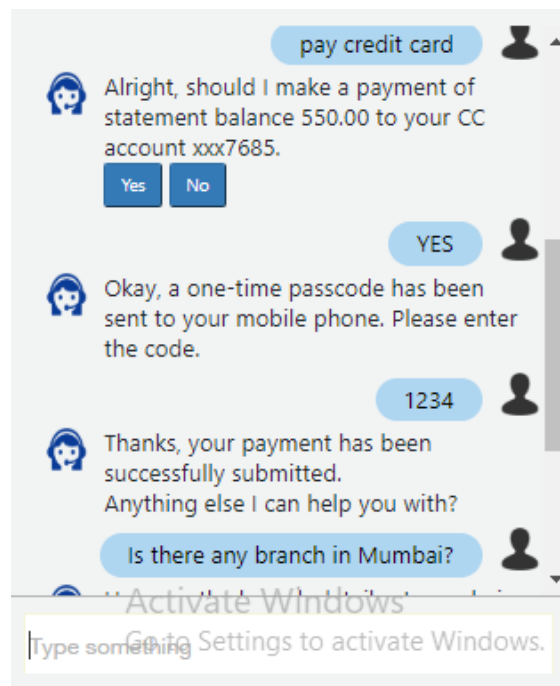 pay credit card
Alright, should I make a payment of
statement balance 550.00 to your CC
account xxx7685.
Yes No
YES
Okay, a one-time passcode has been
sent to your mobile phone. Please enter
the code.
1234
Thanks, your payment has been
successfully submitted.
Anything else I can help you with?
Is there any branch in Mumbai?
Activate Windows
Type something
Go to Settings to activate Windows.